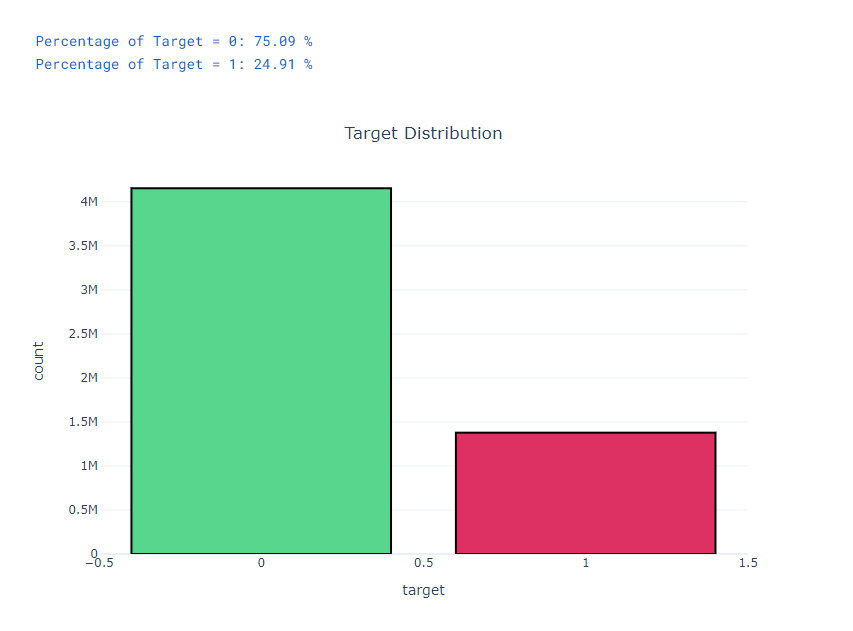 Percentage of Target = 0: 75.09 %
Percentage of Target = 1: 24.91 %
Target Distribution
4M
3.5M
3M
2.5M
2M
1.5M
1M
0.5M
0
count
−0.5
0
0.5
1
1.5
target